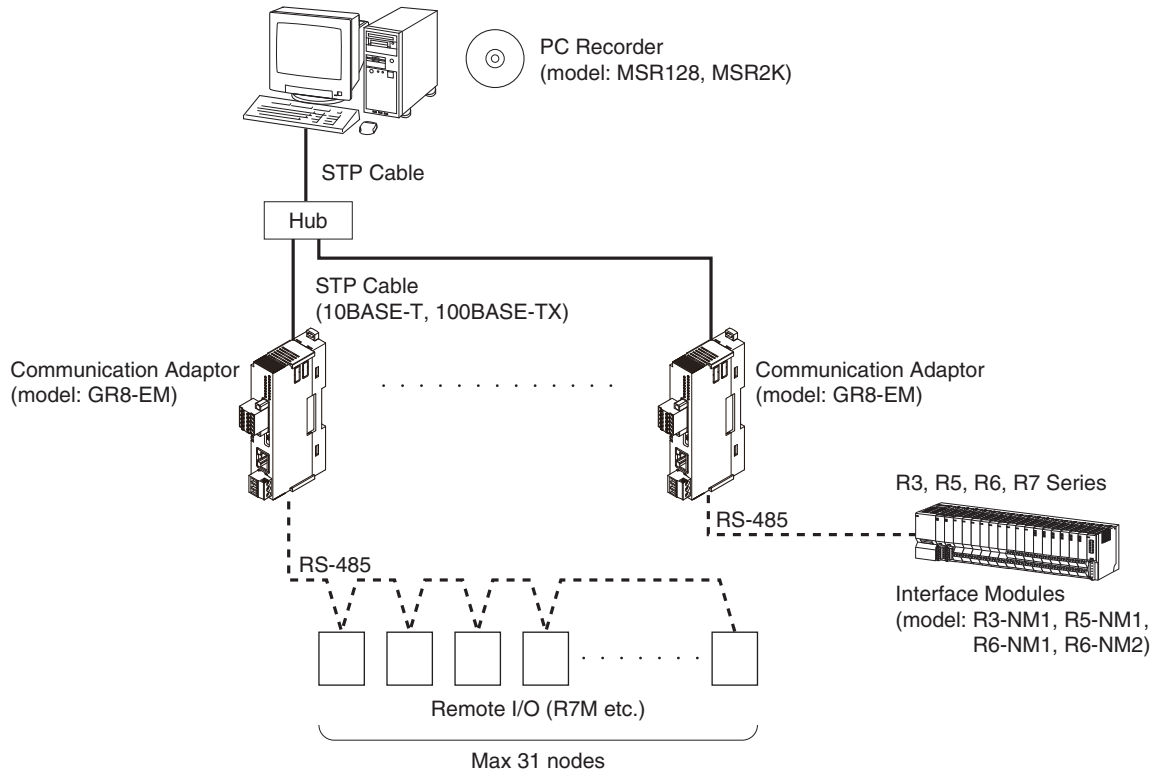 PC Recorder
(model: MSR128, MSR2K)
STP Cable
Hub
STP Cable
(10BASE-T, 100BASE-TX)
Communication Adaptor
(model: GR8-EM)
Communication Adaptor
(model: GR8-EM)
R3, R5, R6, R7 Series
RS-485
RS-485
Interface Modules
(model: R3-NM1, R5-NM1,
R6-NM1, R6-NM2)
Remote I/O (R7M etc.)
Max 31 nodes